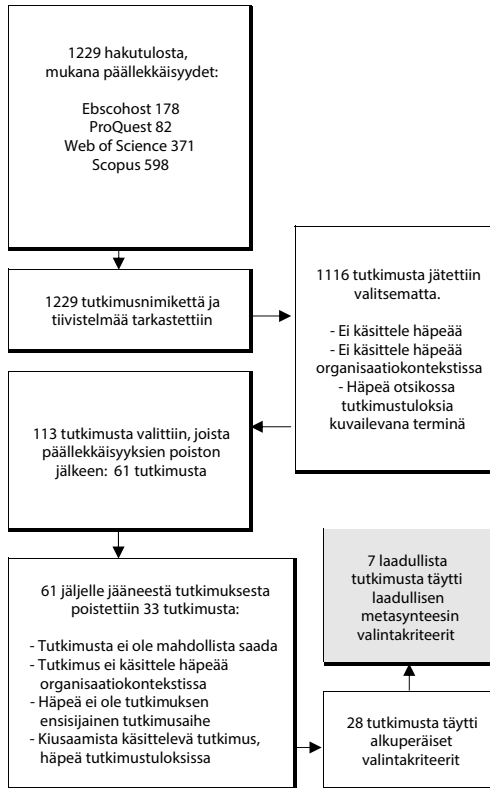 1229 hakutulosta,
mukana päällekkäisyydet:
Ebscohost 178
ProQuest 82
Web of Science 371
Scopus 598
1229 tutkimusnimikettä ja
tiivistelmää tarkastettiin
1116 tutkimusta jätettiin
valitsematta.
- Ei käsittele häpeää
- Ei käsittele häpeää
organisaatiokontekstissa
- Häpeä otsikossa
tutkimustuloksia
kuvailevana terminä
113 tutkimusta valittiin, joista
päällekkäisyyksien poiston
jälkeen: 61 tutkimusta
61 jäljelle jääneestä tutkimuksesta
poistettiin 33 tutkimusta:
- Tutkimusta ei ole mahdollista saada
- Tutkimus ei käsittele häpeää
organisaatiokontekstissa
- Häpeä ei ole tutkimuksen
ensisijainen tutkimusaihe
- Kiusaamista käsittelevä tutkimus,
häpeä tutkimustuloksissa
28 tutkimusta täytti
alkuperäiset
valintakriteerit
7 laadullista
tutkimusta täytti
laadullisen
metasynteesin
valintakriteerit